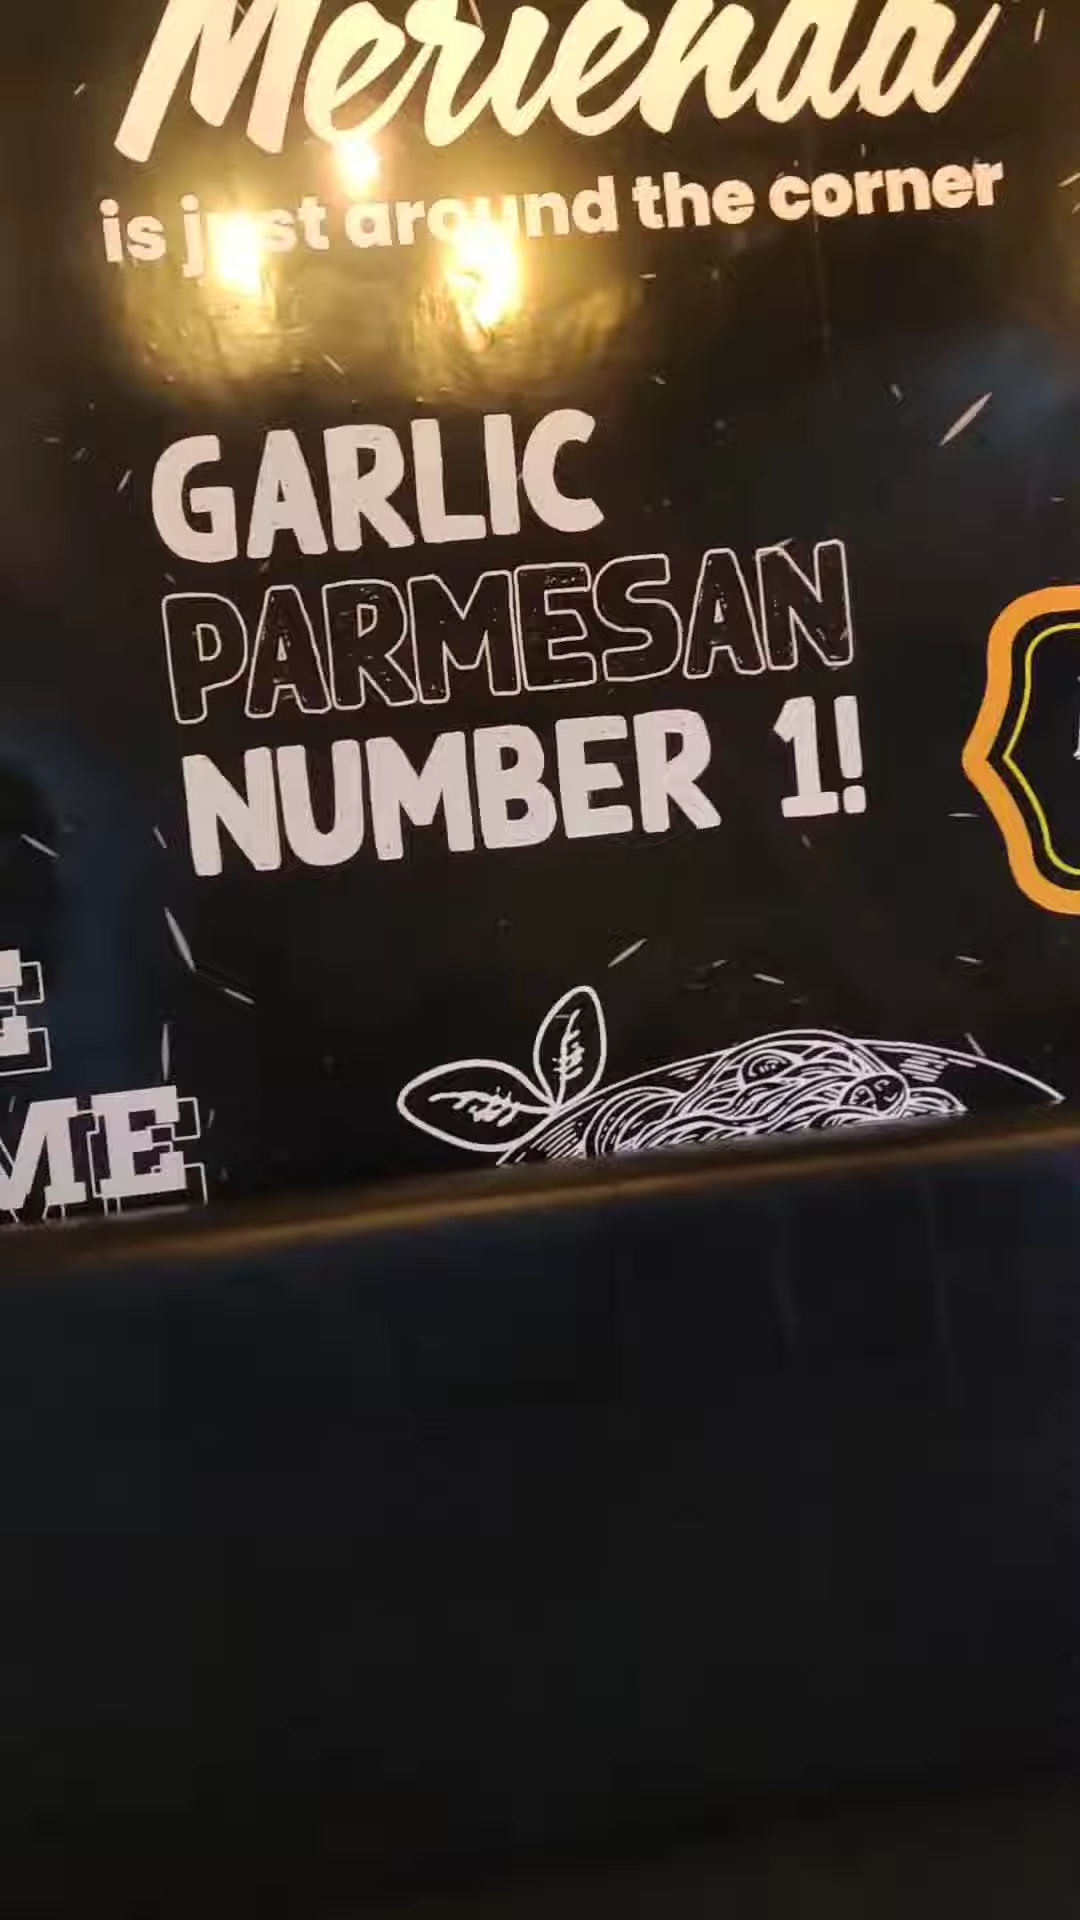 Merienda
is just around the corner
GARLIC
PARMESAN
NUMBER 1!
E
ME